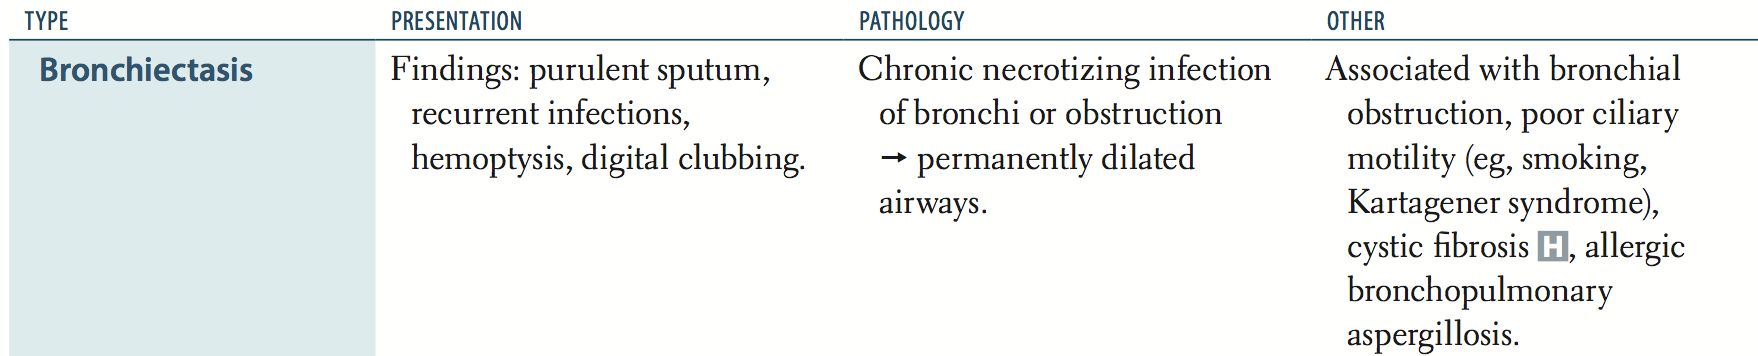 TYPE PRESENTATION PATHOLOGY OTHER
Bronchiectasis
Findings: purulent sputum,
recurrent infections,
hemoptysis, digital clubbing.
Chronic necrotizing infection
of bronchi or obstruction
→ permanently dilated
airways.
Associated with bronchial
obstruction, poor ciliary
motility (eg, smoking,
Kartagener syndrome),
cystic fibrosis H, allergic
bronchopulmonary
aspergillosis.